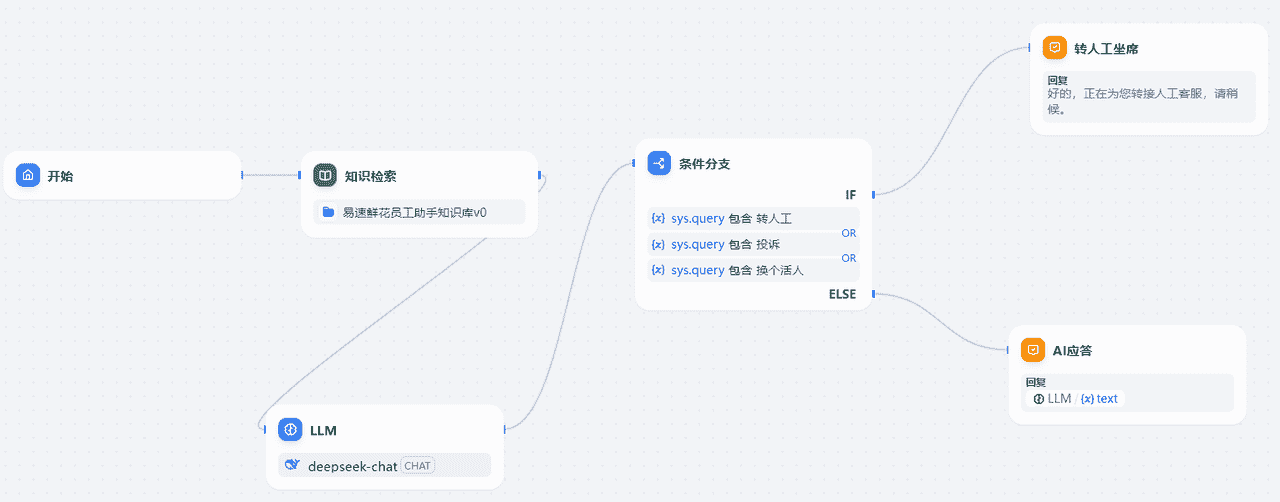 开始
知识检索
易速鲜花员工助手知识库v0
LLM
deepseek-chat CHAT
条件分支
IF
{x} sys.query 包含 转人工
OR
{x} sys.query 包含 投诉
OR
{x} sys.query 包含 换个活人
ELSE
转人工坐席
回复
好的，正在为您转接人工客服，请稍
候。
AI应答
回复
LLM / {x} text